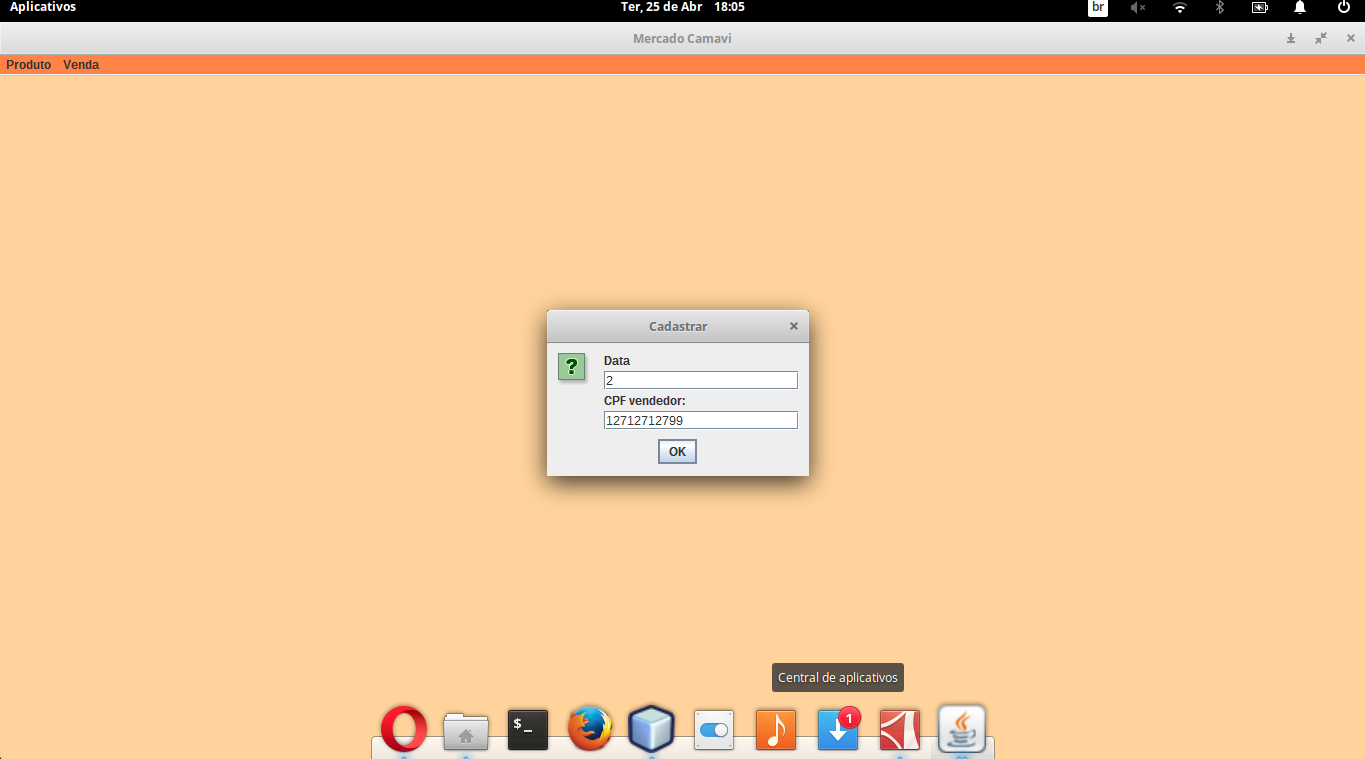 Aplicativos Ter, 25 de Abr 18:05 br
Mercado Camavi
Produto Venda
Cadastrar
?
Data
2
CPF vendedor:
12712712799
OK
Central de aplicativos
$_
1